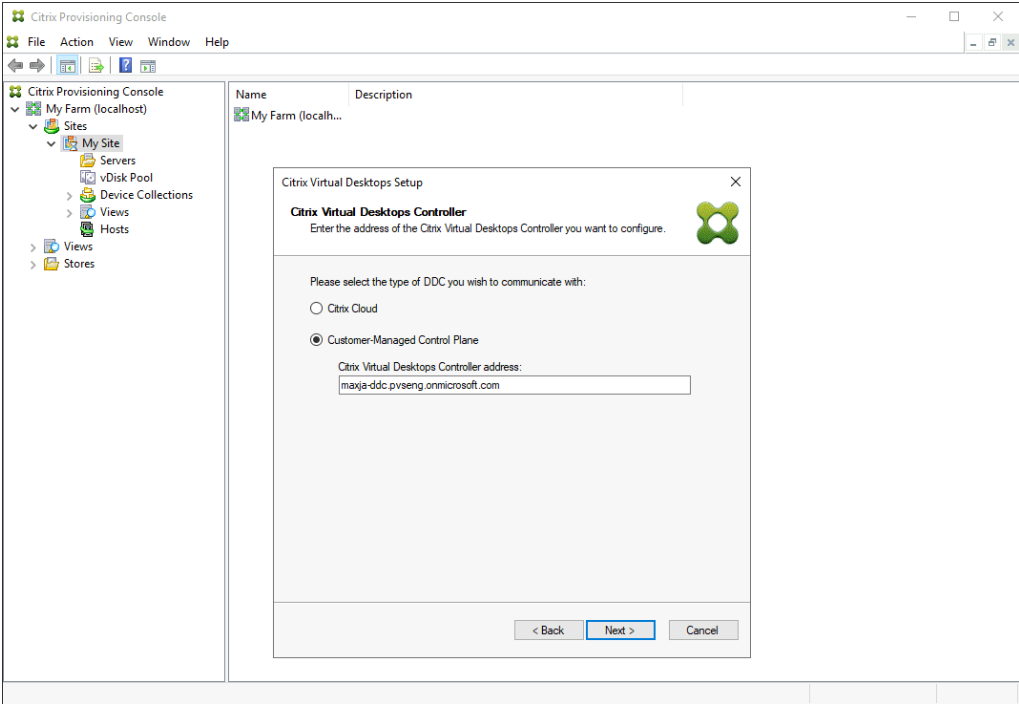 Citrix Provisioning Console
File Action View Window Help
Citrix Provisioning Console
My Farm (localhost)
Sites
My Site
Servers
vDisk Pool
Device Collections
Views
Hosts
Views
Stores
Name Description
My Farm (localh...
Citrix Virtual Desktops Setup
Citrix Virtual Desktops Controller
Enter the address of the Citrix Virtual Desktops Controller you want to configure.
Please select the type of DDC you wish to communicate with:
Citrix Cloud
Customer-Managed Control Plane
Citrix Virtual Desktops Controller address:
maxja-ddc.pvseng.onmicrosoft.com
< Back Next > Cancel